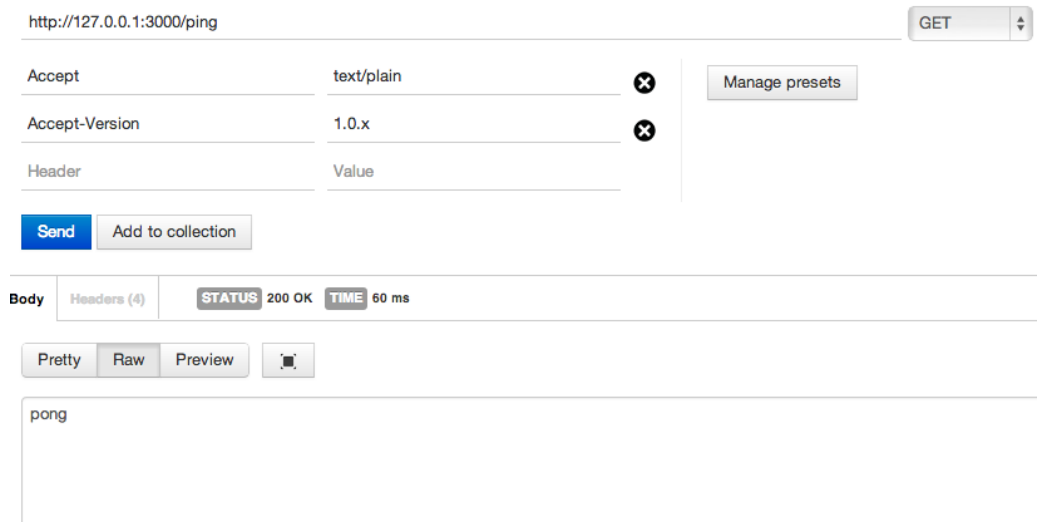 http://127.0.0.1:3000/ping GET
Accept text/plain Manage presets
Accept-Version 1.0.x
Header Value
Send Add to collection
Body Headers (4) STATUS 200 OK TIME 60 ms
Pretty Raw Preview
pong